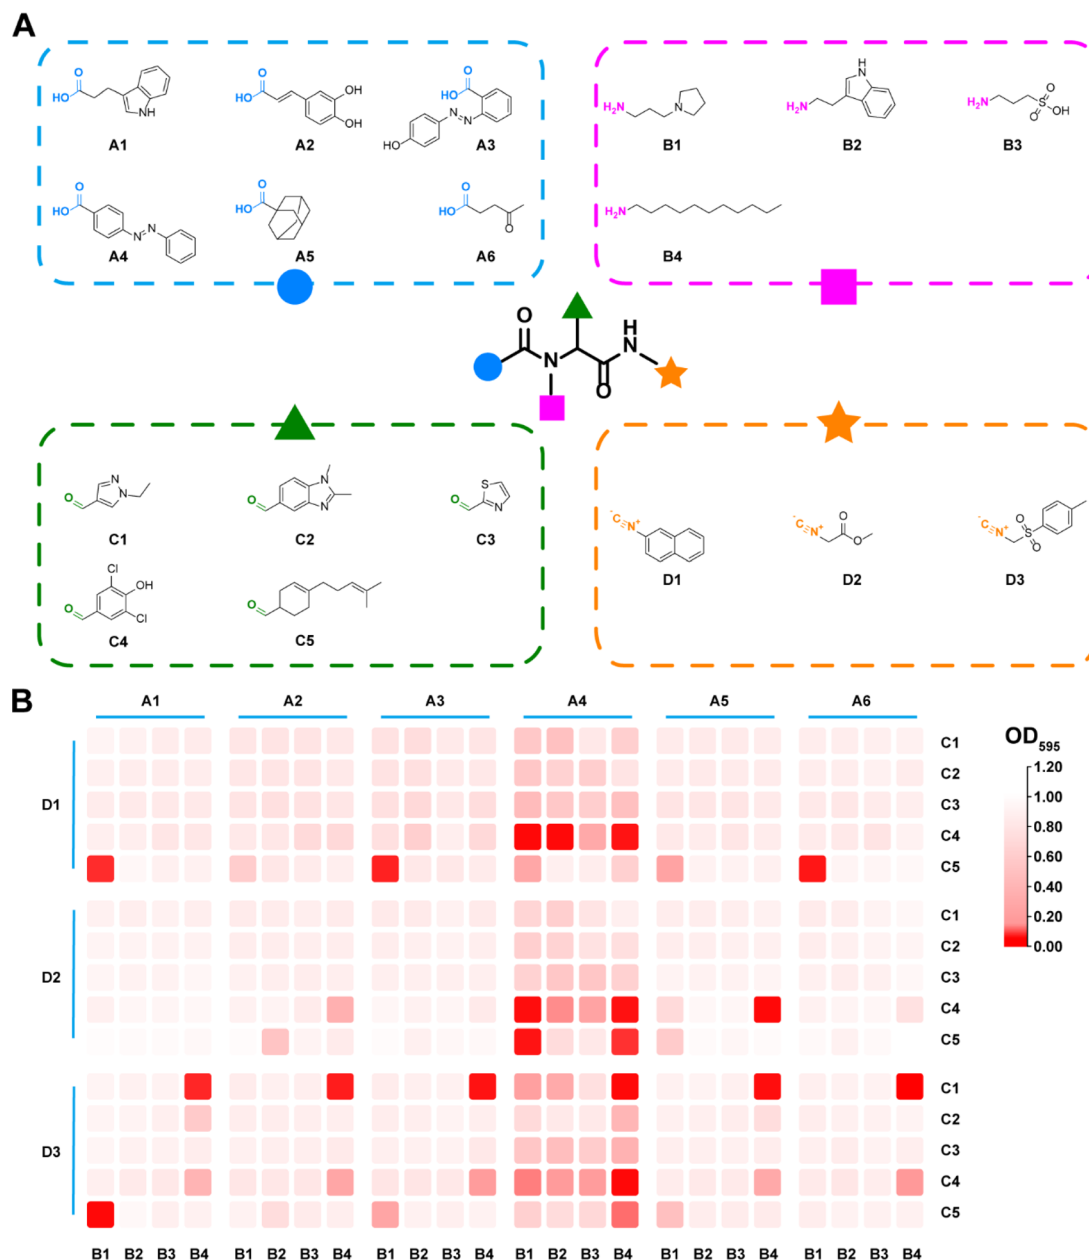 A
O
HO
NH
A1
O
HO
OH
OH
A2
O
HO
N
N
HO
A3
O
HO
N
N
A4
O
HO
A5
O
HO
O
A6
H₂N
N
B1
H₂N
H
N
B2
H₂N
O
S
OH
O
B3
H₂N
B4
O
N
H
N
O
O
N
N
C1
O
N
N
C2
O
S
N
C3
O
Cl
OH
Cl
C4
O
C5
⁻C≡N⁺
D1
⁻C≡N⁺
O
O
D2
⁻C≡N⁺
O
S
O
D3
B
A1 A2 A3 A4 A5 A6
OD₅₉₅
1.20
1.00
0.80
0.60
0.40
0.20
0.00
D1
C1
C2
C3
C4
C5
D2
C1
C2
C3
C4
C5
D3
C1
C2
C3
C4
C5
B1 B2 B3 B4 B1 B2 B3 B4 B1 B2 B3 B4 B1 B2 B3 B4 B1 B2 B3 B4 B1 B2 B3 B4